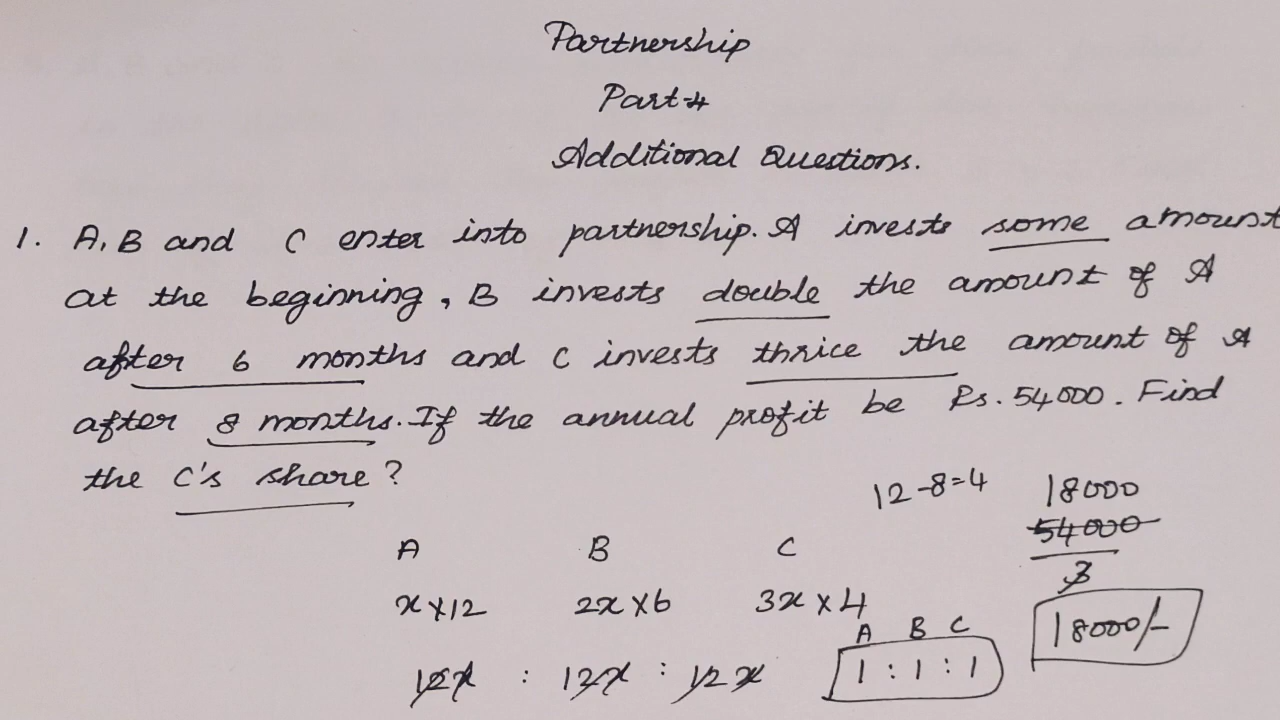 Partnership
Part-4
Additional Questions.
1. A, B and C enter into partnership. A invests some amount
at the beginning, B invests double the amount of A
after 6 months and C invests thrice the amount of A
after 8 months. If the annual profit be Rs. 54000. Find
the C's share?
12-8=4
18000
54000
3
A B C
x×12 2x×6 3x×4
18000/-
A B C
12x : 12x : 12x
1 : 1 : 1